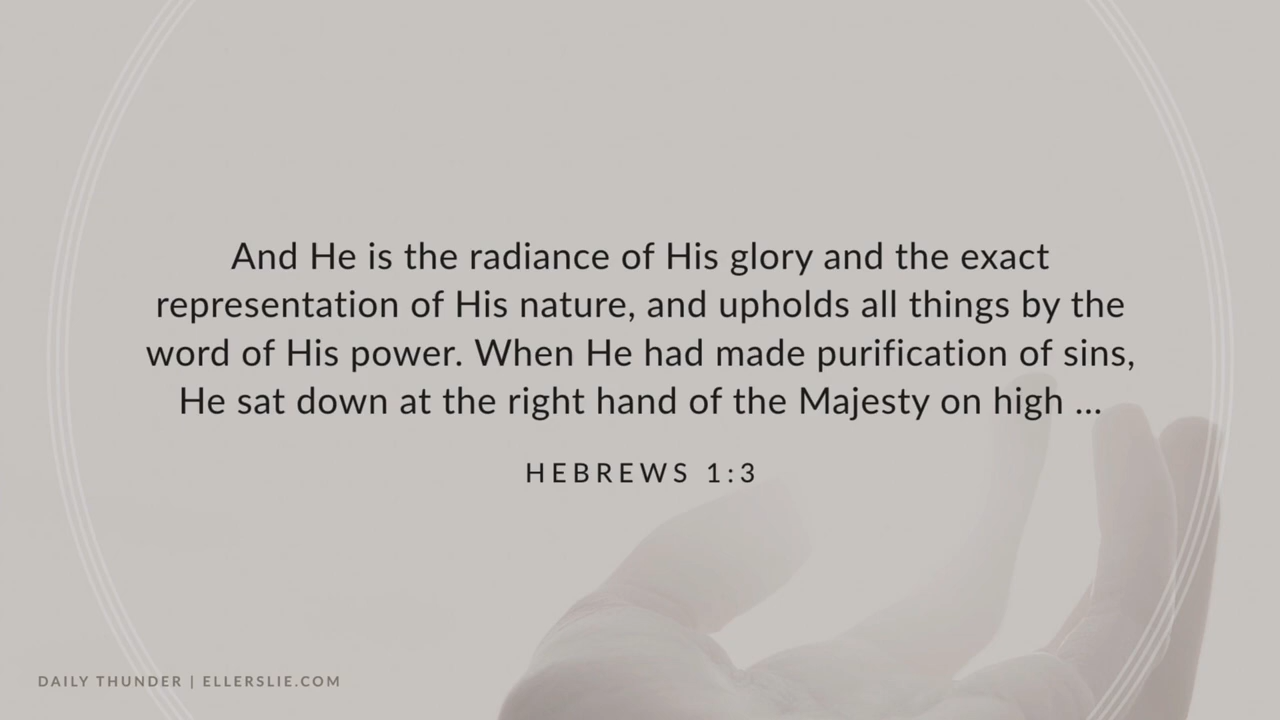 And He is the radiance of His glory and the exact
representation of His nature, and upholds all things by the
word of His power. When He had made purification of sins,
He sat down at the right hand of the Majesty on high ...
HEBREWS 1:3
DAILY THUNDER | ELLERSLIE.COM